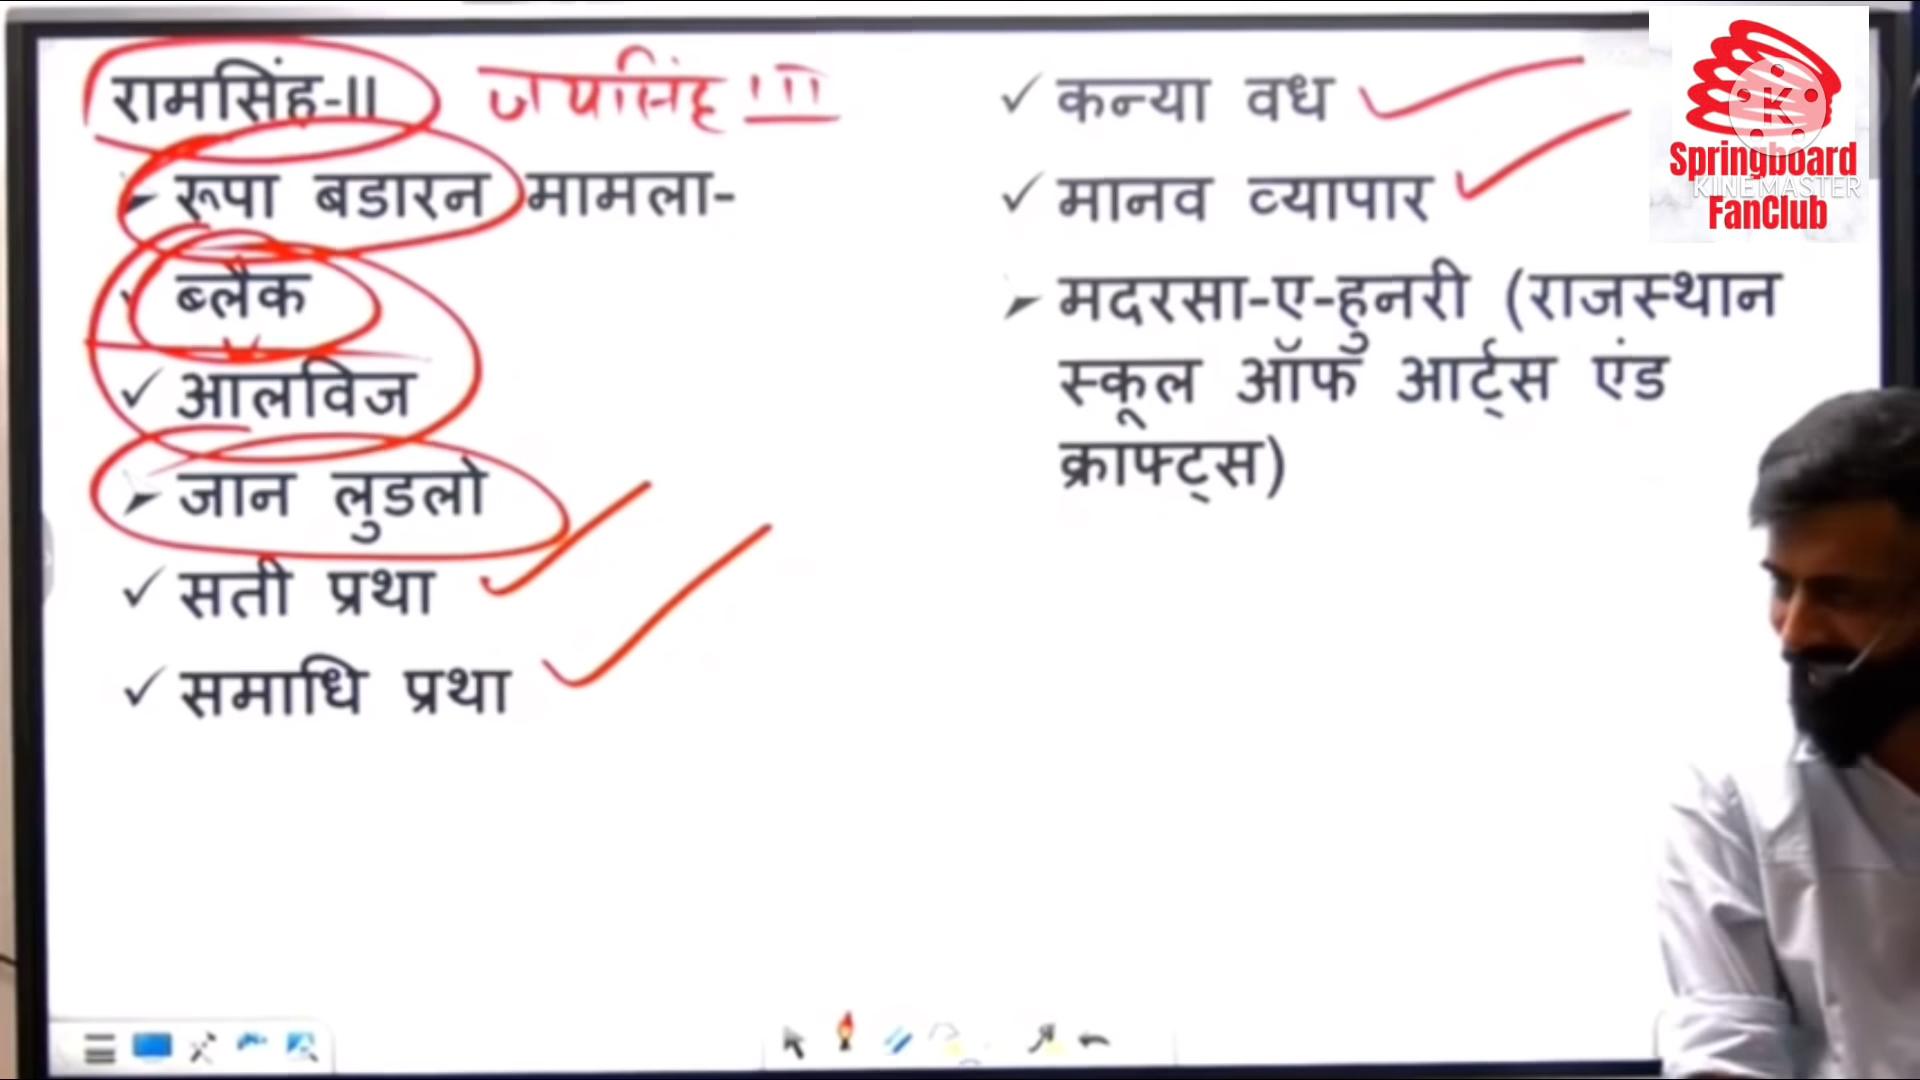 रामसिंह-II जयसिंह III
➢ रूपा बडारन मामला-
✓ ब्लैक
✓ आलविज
➢ जान लुडलो
✓ सती प्रथा
✓ समाधि प्रथा
✓ कन्या वध
✓ मानव व्यापार
➢ मदरसा-ए-हुनरी (राजस्थान
स्कूल ऑफ आर्ट्स एंड
क्राफ्ट्स)
K
Springboard
KINEMASTER
FanClub